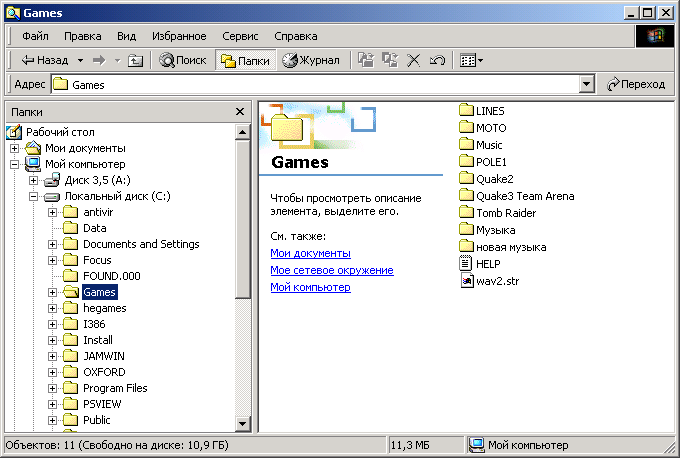 Games
Файл Правка Вид Избранное Сервис Справка
Назад Поиск Папки Журнал
Адрес Games Переход
Папки
Рабочий стол
Мои документы
Мой компьютер
Диск 3,5 (A:)
Локальный диск (C:)
antivir
Data
Documents and Settings
Focus
FOUND.000
Games
hegames
I386
Install
JAMWIN
OXFORD
Program Files
PSVIEW
Public
Games
Чтобы просмотреть описание
элемента, выделите его.
См. также:
Мои документы
Мое сетевое окружение
Мой компьютер
LINES
MOTO
Music
POLE1
Quake2
Quake3 Team Arena
Tomb Raider
Музыка
новая музыка
HELP
wav2.str
Объектов: 11 (Свободно на диске: 10,9 ГБ) 11,3 МБ Мой компьютер